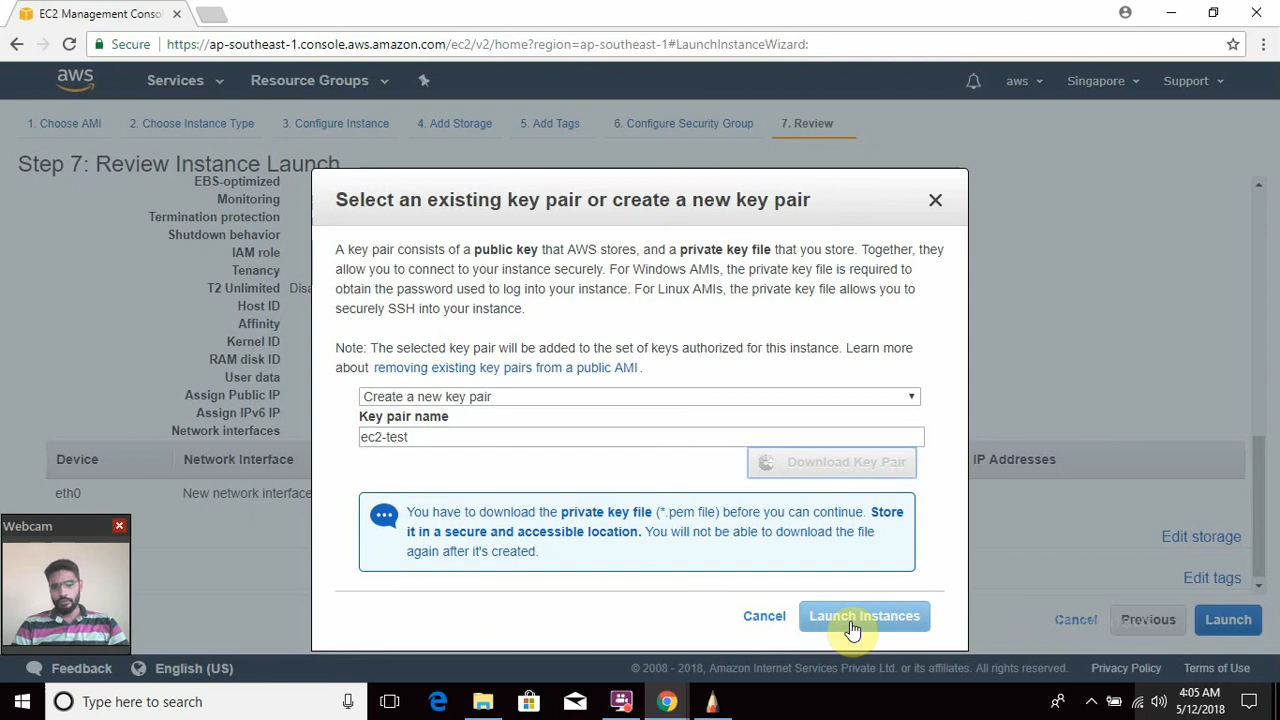 EC2 Management Conso
Secure
https://ap-southeast-1.console.aws.amazon.com/ec2/v2/home?region=ap-southeast-1#LaunchInstanceWizard:
aws Services Resource Groups aws Singapore Support
1. Choose AMI 2. Choose Instance Type 3. Configure Instance 4. Add Storage 5. Add Tags 6. Configure Security Group 7. Review
Step 7: Review Instance Launch
EBS-optimized
Monitoring
Termination protection
Shutdown behavior
IAM role
Tenancy
T2 Unlimited Disa
Host ID
Affinity
Kernel ID
RAM disk ID
User data
Assign Public IP
Assign IPv6 IP
Network interfaces
Device Network Interface IP Addresses
eth0 New network interface
Select an existing key pair or create a new key pair
A key pair consists of a public key that AWS stores, and a private key file that you store. Together, they
allow you to connect to your instance securely. For Windows AMIs, the private key file is required to
obtain the password used to log into your instance. For Linux AMIs, the private key file allows you to
securely SSH into your instance.
Note: The selected key pair will be added to the set of keys authorized for this instance. Learn more
about removing existing key pairs from a public AMI.
Create a new key pair
Key pair name
ec2-test
Download Key Pair
You have to download the private key file (*.pem file) before you can continue. Store
it in a secure and accessible location. You will not be able to download the file
again after it's created.
Cancel Launch Instances
Edit storage
Edit tags
Cancel Previous Launch
Webcam
Feedback English (US) © 2008 - 2018, Amazon Internet Services Private Ltd. or its affiliates. All rights reserved. Privacy Policy Terms of Use
Type here to search
4:05 AM
5/12/2018